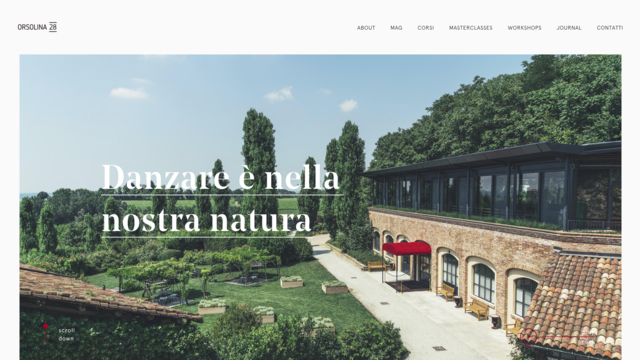 ORSOLINA 28
ABOUT MAG CORSI MASTERCLASSES WORKSHOPS JOURNAL CONTATTI
Danzare è nella
nostra natura
scroll
down